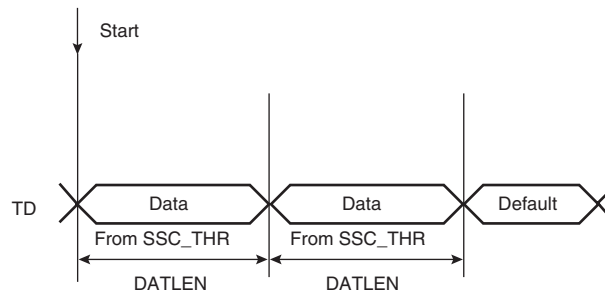 Start
TD
Data
Data
Default
From SSC_THR
From SSC_THR
DATLEN
DATLEN